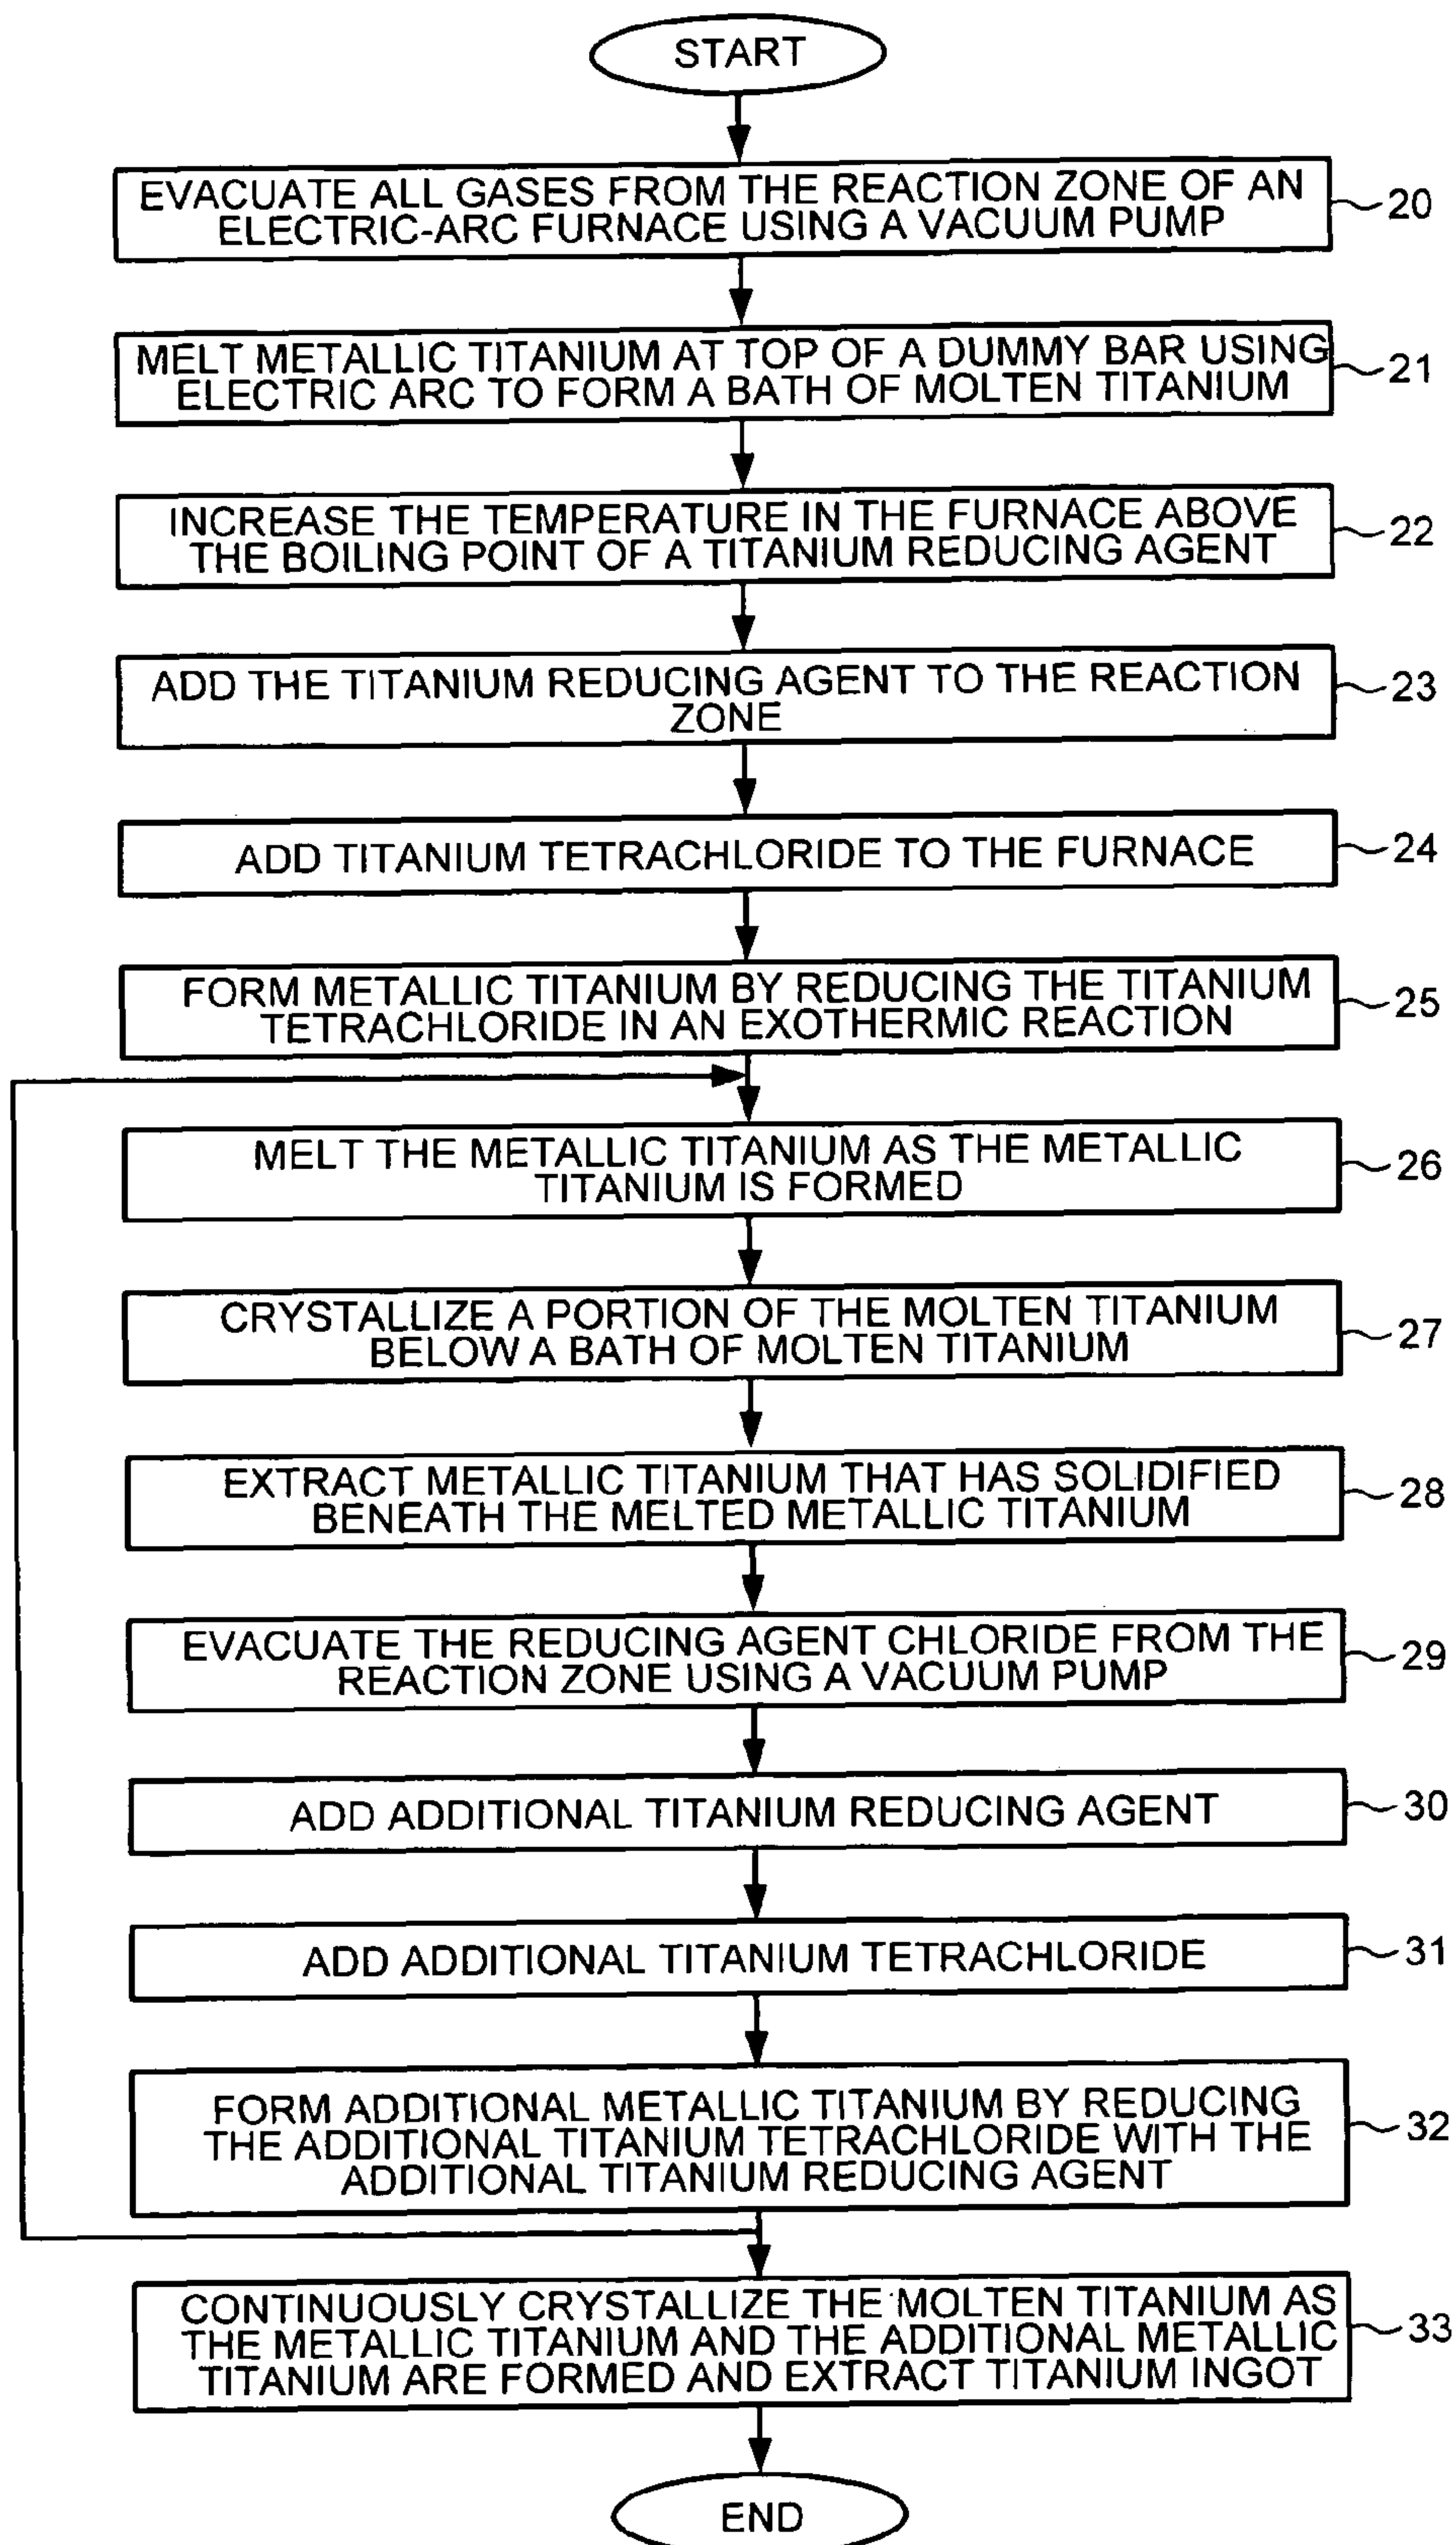 START
EVACUATE ALL GASES FROM THE REACTION ZONE OF AN
ELECTRIC-ARC FURNACE USING A VACUUM PUMP
20
MELT METALLIC TITANIUM AT TOP OF A DUMMY BAR USING
ELECTRIC ARC TO FORM A BATH OF MOLTEN TITANIUM
21
INCREASE THE TEMPERATURE IN THE FURNACE ABOVE
THE BOILING POINT OF A TITANIUM REDUCING AGENT
22
ADD THE TITANIUM REDUCING AGENT TO THE REACTION
ZONE
23
ADD TITANIUM TETRACHLORIDE TO THE FURNACE
24
FORM METALLIC TITANIUM BY REDUCING THE TITANIUM
TETRACHLORIDE IN AN EXOTHERMIC REACTION
25
MELT THE METALLIC TITANIUM AS THE METALLIC
TITANIUM IS FORMED
26
CRYSTALLIZE A PORTION OF THE MOLTEN TITANIUM
BELOW A BATH OF MOLTEN TITANIUM
27
EXTRACT METALLIC TITANIUM THAT HAS SOLIDIFIED
BENEATH THE MELTED METALLIC TITANIUM
28
EVACUATE THE REDUCING AGENT CHLORIDE FROM THE
REACTION ZONE USING A VACUUM PUMP
29
ADD ADDITIONAL TITANIUM REDUCING AGENT
30
ADD ADDITIONAL TITANIUM TETRACHLORIDE
31
FORM ADDITIONAL METALLIC TITANIUM BY REDUCING
THE ADDITIONAL TITANIUM TETRACHLORIDE WITH THE
ADDITIONAL TITANIUM REDUCING AGENT
32
CONTINUOUSLY CRYSTALLIZE THE MOLTEN TITANIUM AS
THE METALLIC TITANIUM AND THE ADDITIONAL METALLIC
TITANIUM ARE FORMED AND EXTRACT TITANIUM INGOT
33
END